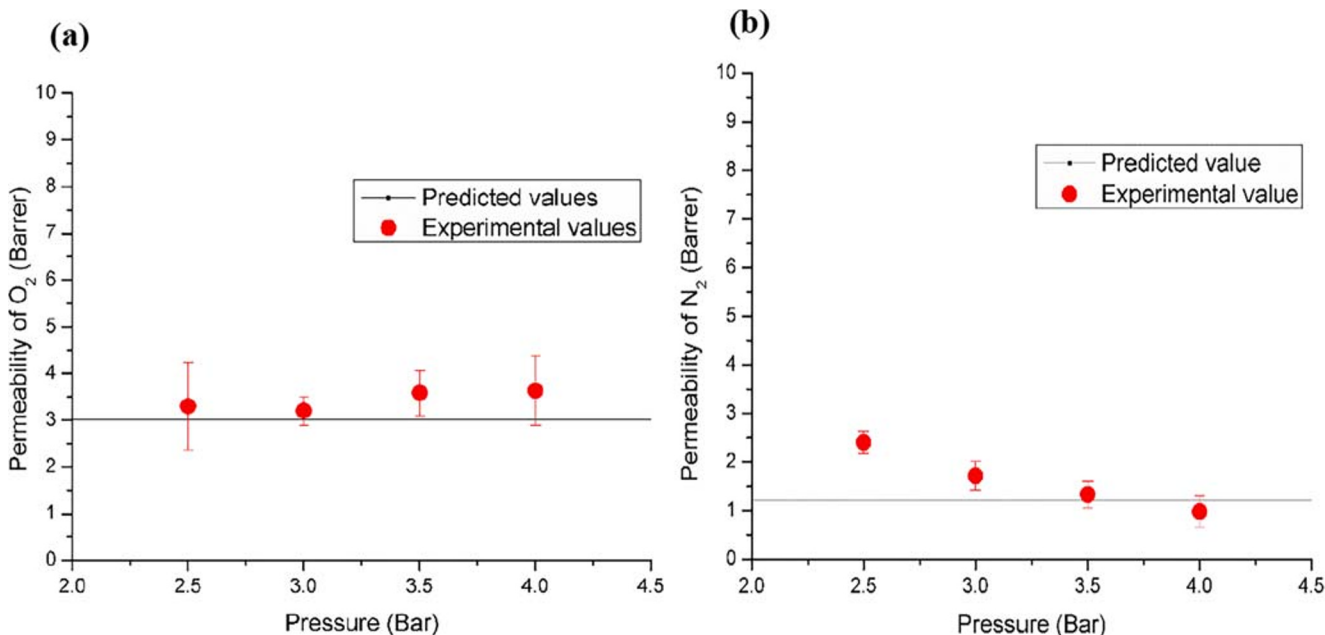 (a)
10
9
8
7
6
5
4
3
2
1
0
Permeability of O₂ (Barrer)
Predicted values
Experimental values
2.0 2.5 3.0 3.5 4.0 4.5
Pressure (Bar)
(b)
10
9
8
7
6
5
4
3
2
1
0
Permeability of N₂ (Barrer)
Predicted value
Experimental value
2.0 2.5 3.0 3.5 4.0 4.5
Pressure (Bar)